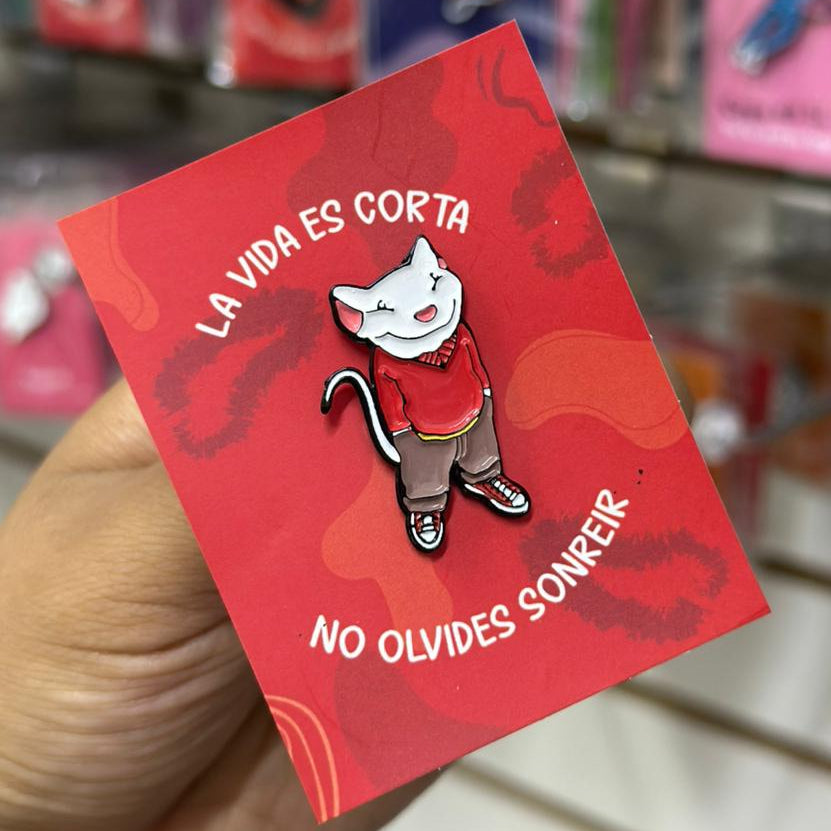 LA VIDA ES CORTA
NO OLVIDES SONREIR